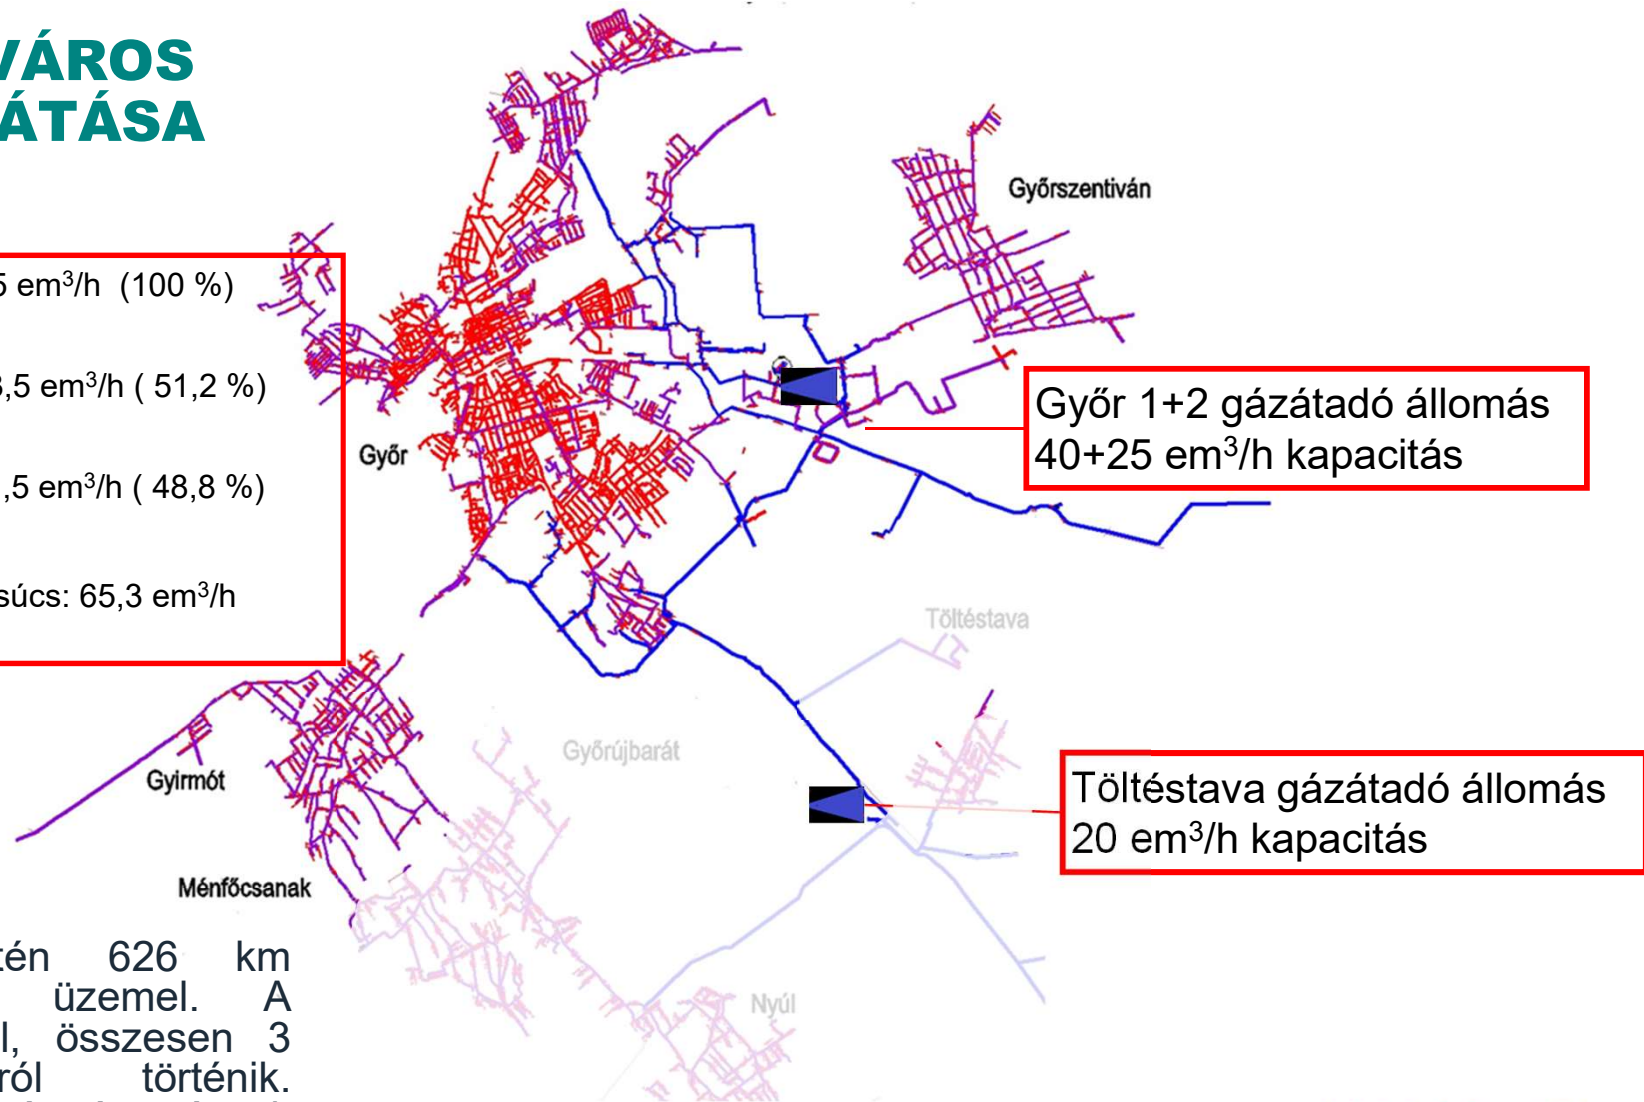 VÁROS
ÁTÁSA
5 em³/h (100 %)
,5 em³/h ( 51,2 %)
,5 em³/h ( 48,8 %)
súcs: 65,3 em³/h
Győrszentiván
Győr
Győr 1+2 gázátadó állomás
40+25 em³/h kapacitás
Töltéstava
Győrújbarát
Gyirmót
Töltéstava gázátadó állomás
20 em³/h kapacitás
Ménfőcsanak
Nyúl
tén 626 km
üzemel. A
l, összesen 3
ról történik.